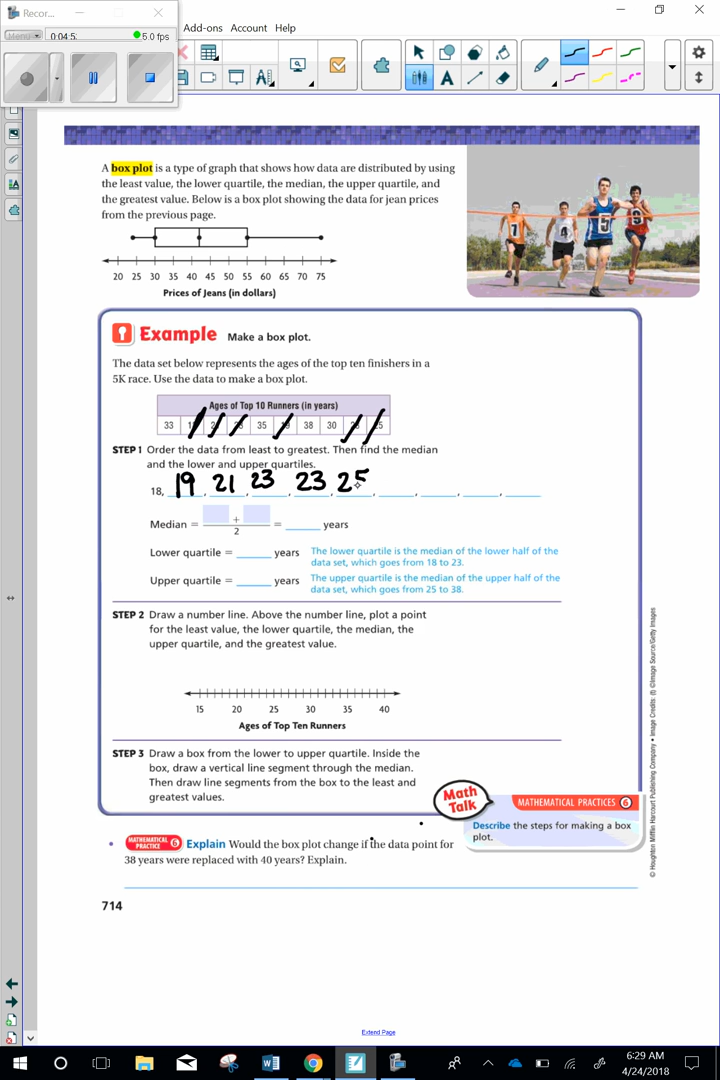 Recor...
Menu
0:04:5
5.0 fps
Add-ons Account Help
A box plot is a type of graph that shows how data are distributed by using
the least value, the lower quartile, the median, the upper quartile, and
the greatest value. Below is a box plot showing the data for jean prices
from the previous page.
20 25 30 35 40 45 50 55 60 65 70 75
Prices of Jeans (in dollars)
7 4 5 9
Example Make a box plot.
The data set below represents the ages of the top ten finishers in a
5K race. Use the data to make a box plot.
Ages of Top 10 Runners (in years)
33 35 38 30
STEP 1 Order the data from least to greatest. Then find the median
and the lower and upper quartiles.
18, 19, 21, 23, 23, 25, , , ,
Median = + / 2 = years
Lower quartile = years The lower quartile is the median of the lower half of the
data set, which goes from 18 to 23.
Upper quartile = years The upper quartile is the median of the upper half of the
data set, which goes from 25 to 38.
STEP 2 Draw a number line. Above the number line, plot a point
for the least value, the lower quartile, the median, the
upper quartile, and the greatest value.
15 20 25 30 35 40
Ages of Top Ten Runners
STEP 3 Draw a box from the lower to upper quartile. Inside the
box, draw a vertical line segment through the median.
Then draw line segments from the box to the least and
greatest values.
Math
Talk
MATHEMATICAL PRACTICES 6
Describe the steps for making a box
plot.
MATHEMATICAL
PRACTICE 6 Explain Would the box plot change if the data point for
38 years were replaced with 40 years? Explain.
714
© Houghton Mifflin Harcourt Publishing Company • Image Credits: (t) ©Image Source/Getty Images
Extend Page
6:29 AM
4/24/2018